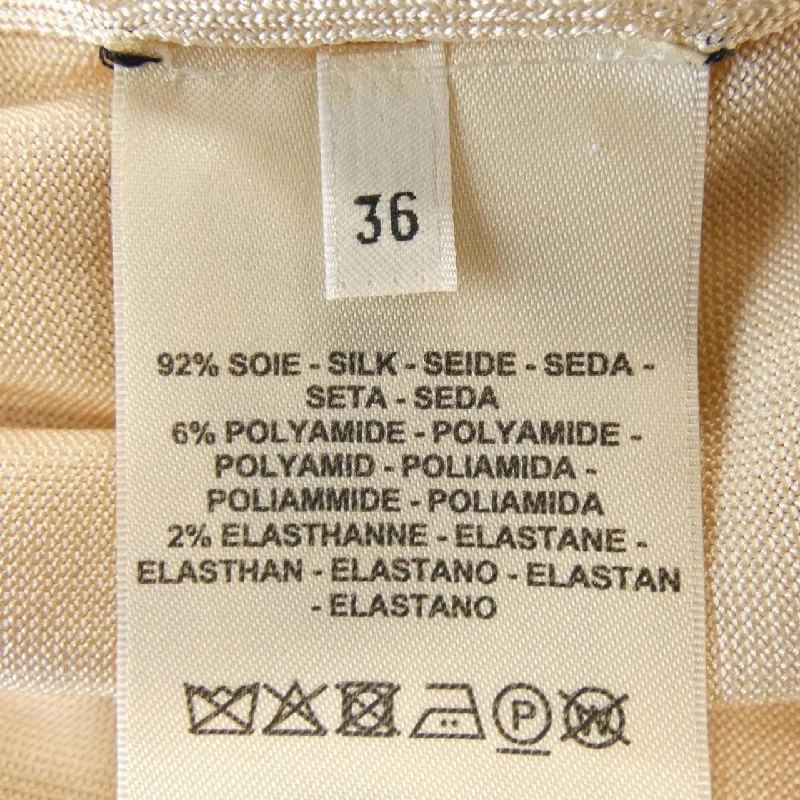 36
92% SOIE - SILK - SEIDE - SEDA -
SETA - SEDA
6% POLYAMIDE - POLYAMIDE -
POLYAMID - POLIAMIDA -
POLIAMMIDE - POLIAMIDA
2% ELASTHANNE - ELASTANE -
ELASTHAN - ELASTANO - ELASTAN
- ELASTANO
P W